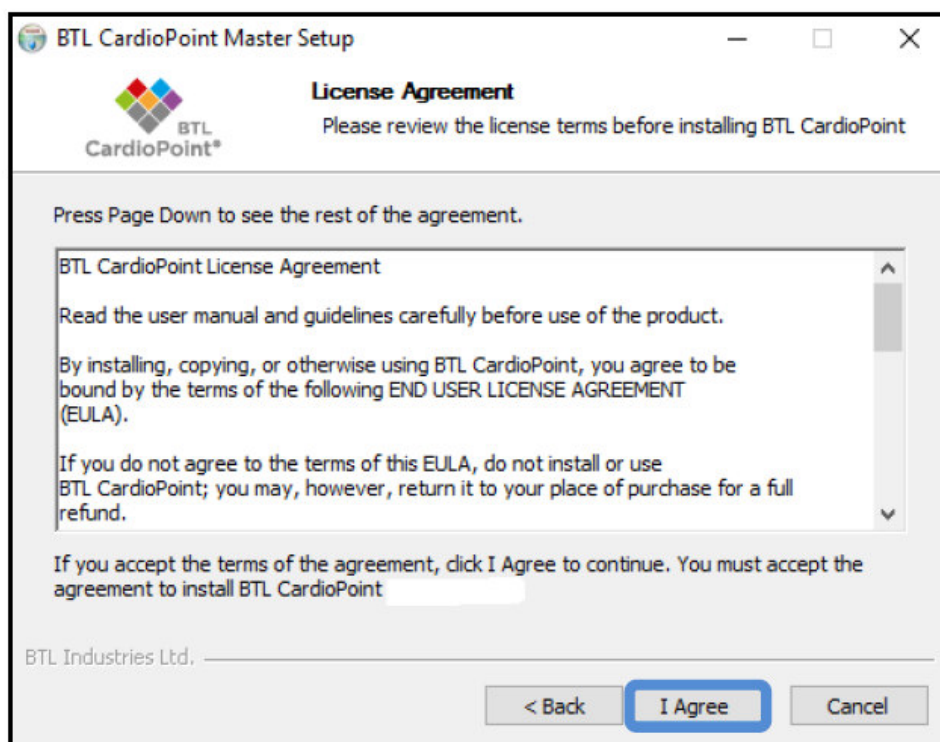 BTL CardioPoint Master Setup
BTL
CardioPoint®
License Agreement
Please review the license terms before installing BTL CardioPoint
Press Page Down to see the rest of the agreement.
BTL CardioPoint License Agreement
Read the user manual and guidelines carefully before use of the product.
By installing, copying, or otherwise using BTL CardioPoint, you agree to be
bound by the terms of the following END USER LICENSE AGREEMENT
(EULA).
If you do not agree to the terms of this EULA, do not install or use
BTL CardioPoint; you may, however, return it to your place of purchase for a full
refund.
If you accept the terms of the agreement, click I Agree to continue. You must accept the
agreement to install BTL CardioPoint
BTL Industries Ltd.
< Back
I Agree
Cancel